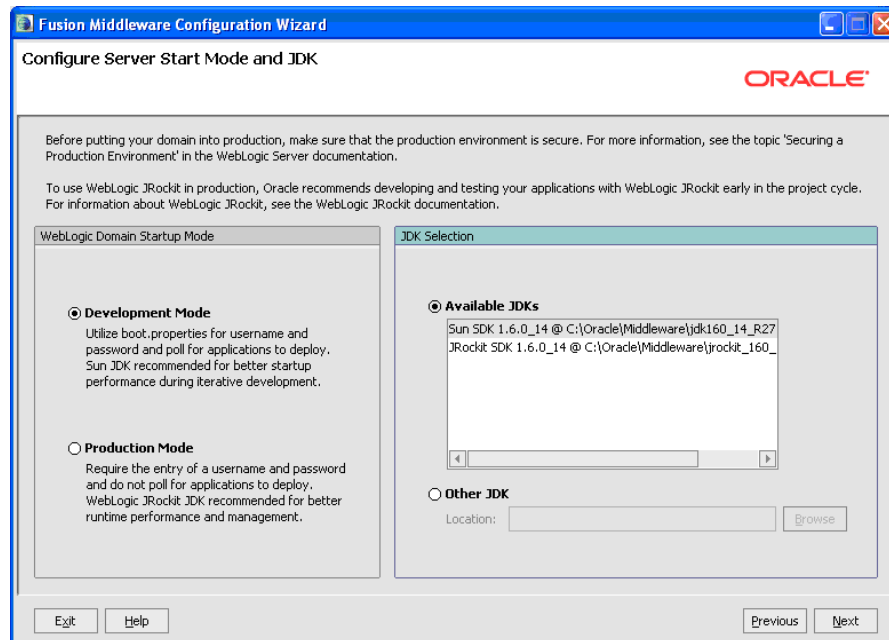 Fusion Middleware Configuration Wizard
Configure Server Start Mode and JDK
ORACLE
Before putting your domain into production, make sure that the production environment is secure. For more information, see the topic 'Securing a
Production Environment' in the WebLogic Server documentation.
To use WebLogic JRockit in production, Oracle recommends developing and testing your applications with WebLogic JRockit early in the project cycle.
For information about WebLogic JRockit, see the WebLogic JRockit documentation.
WebLogic Domain Startup Mode
Development Mode
Utilize boot.properties for username and
password and poll for applications to deploy.
Sun JDK recommended for better startup
performance during iterative development.
Production Mode
Require the entry of a username and password
and do not poll for applications to deploy.
WebLogic JRockit JDK recommended for better
runtime performance and management.
JDK Selection
Available JDKs
Sun SDK 1.6.0_14 @ C:\Oracle\Middleware\jdk160_14_R27
JRockit SDK 1.6.0_14 @ C:\Oracle\Middleware\jrockit_160_
Other JDK
Location:
Browse
Exit
Help
Previous
Next